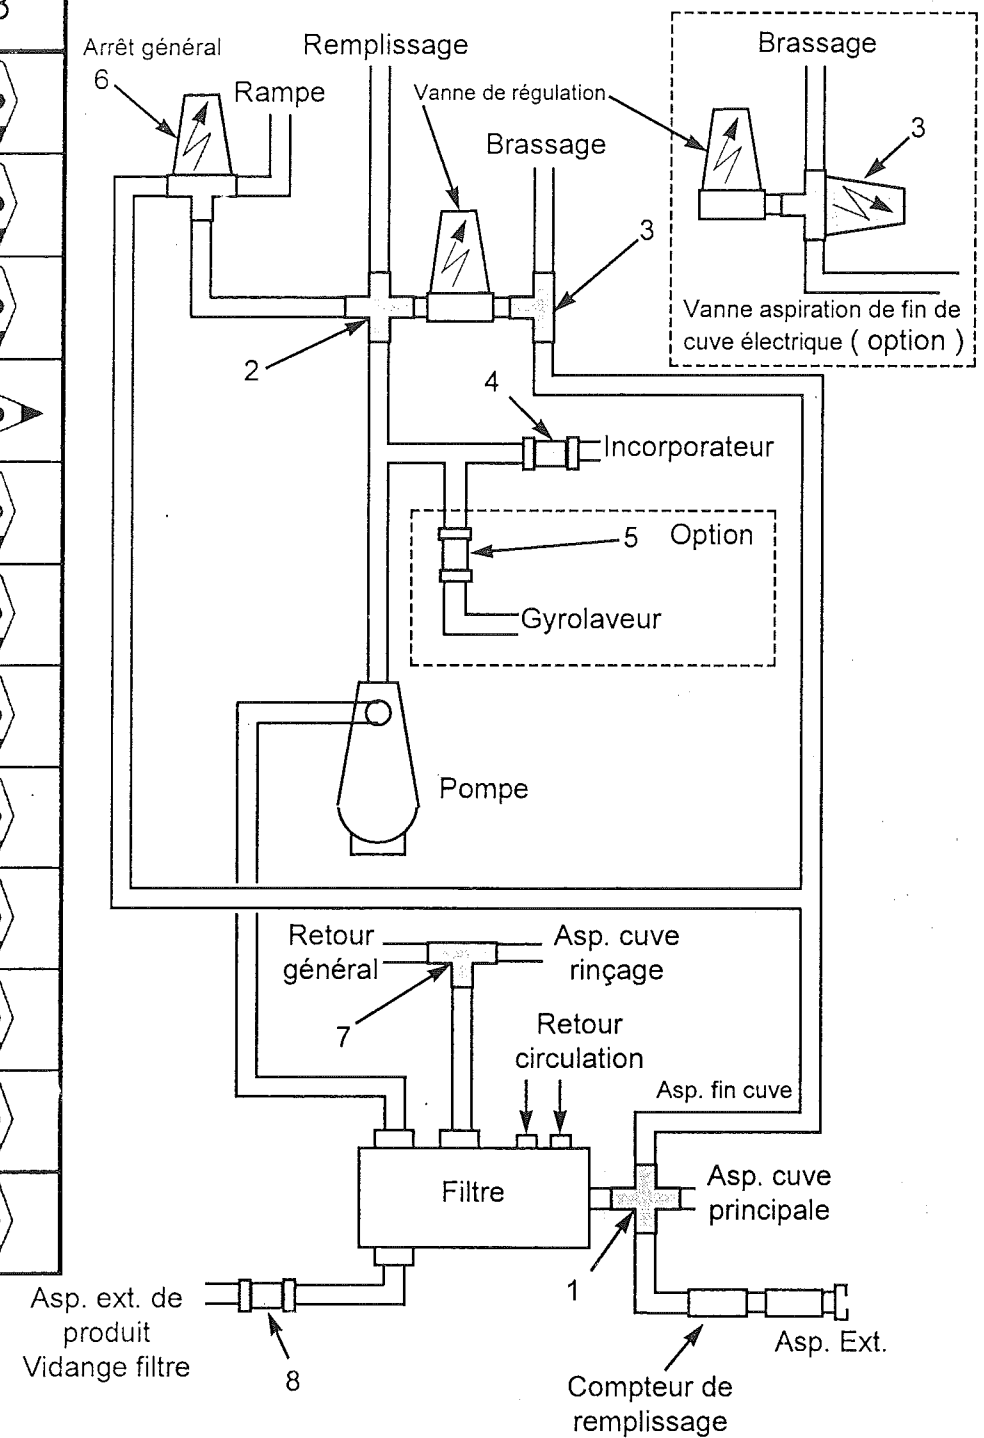 Arrêt général
6
Rampe
Remplissage
Vanne de régulation
Brassage
3
2
Brassage
3
Vanne aspiration de fin de
cuve électrique ( option )
4
Incorporateur
5
Option
Gyrolaveur
Pompe
Retour
général
Asp. cuve
rinçage
7
Retour
circulation
Asp. fin cuve
Filtre
Asp. cuve
principale
1
Asp. ext. de
produit
Vidange filtre
8
Asp. Ext.
Compteur de
remplissage